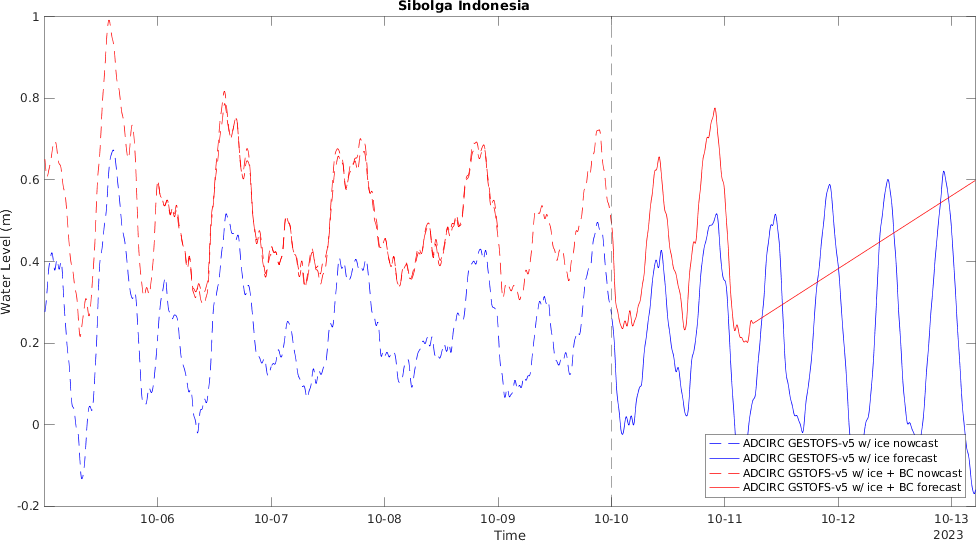 Sibolga Indonesia
1
0.8
0.6
0.4
0.2
0
-0.2
Water Level (m)
10-06 10-07 10-08 10-09 10-10 10-11 10-12 10-13
Time
2023
ADCIRC GESTOFS-v5 w/ ice nowcast
ADCIRC GESTOFS-v5 w/ ice forecast
ADCIRC GSTOFS-v5 w/ ice + BC nowcast
ADCIRC GSTOFS-v5 w/ ice + BC forecast